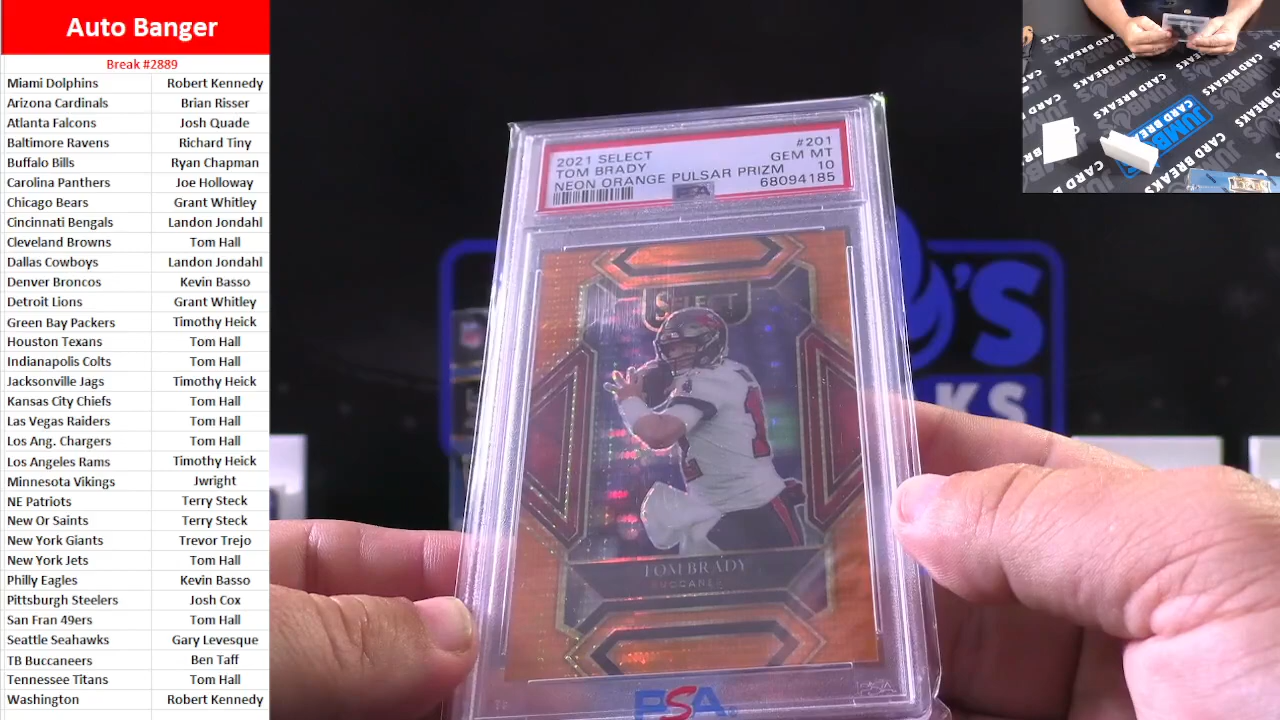 Auto Banger
Break #2889
Miami Dolphins Robert Kennedy
Arizona Cardinals Brian Risser
Atlanta Falcons Josh Quade
Baltimore Ravens Richard Tiny
Buffalo Bills Ryan Chapman
Carolina Panthers Joe Holloway
Chicago Bears Grant Whitley
Cincinnati Bengals Landon Jondahl
Cleveland Browns Tom Hall
Dallas Cowboys Landon Jondahl
Denver Broncos Kevin Basso
Detroit Lions Grant Whitley
Green Bay Packers Timothy Heick
Houston Texans Tom Hall
Indianapolis Colts Tom Hall
Jacksonville Jags Timothy Heick
Kansas City Chiefs Tom Hall
Las Vegas Raiders Tom Hall
Los Ang. Chargers Tom Hall
Los Angeles Rams Timothy Heick
Minnesota Vikings Jwright
NE Patriots Terry Steck
New Or Saints Terry Steck
New York Giants Trevor Trejo
New York Jets Tom Hall
Philly Eagles Kevin Basso
Pittsburgh Steelers Josh Cox
San Fran 49ers Tom Hall
Seattle Seahawks Gary Levesque
TB Buccaneers Ben Taff
Tennessee Titans Tom Hall
Washington Robert Kennedy
2021 SELECT #201
TOM BRADY GEM MT
NEON ORANGE PULSAR PRIZM 10
PSA 68094185
SELECT
TOM BRADY
PSA
PSA
'S
KS
JUMBO'S
CARD BREAKS